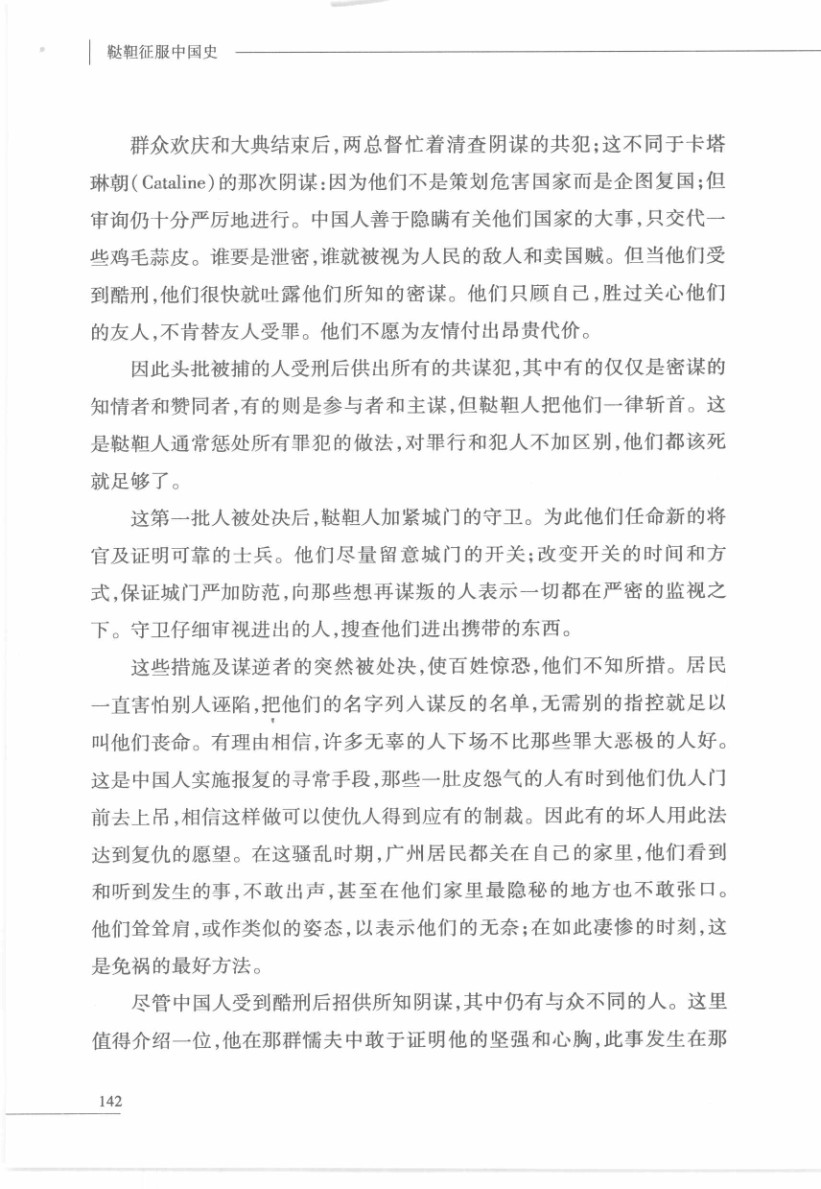 鞑靼征服中国史
群众欢庆和大典结束后,两总督忙着清查阴谋的共犯;这不同于卡塔
琳朝(Cataline)的那次阴谋:因为他们不是策划危害国家而是企图复国;但
审询仍十分严厉地进行。中国人善于隐瞒有关他们国家的大事,只交代一
些鸡毛蒜皮。谁要是泄密,谁就被视为人民的敌人和卖国贼。但当他们受
到酷刑,他们很快就吐露他们所知的密谋。他们只顾自己,胜过关心他们
的友人,不肯替友人受罪。他们不愿为友情付出昂贵代价。
因此头批被捕的人受刑后供出所有的共谋犯,其中有的仅仅是密谋的
知情者和赞同者,有的则是参与者和主谋,但鞑靼人把他们一律斩首。这
是鞑靼人通常惩处所有罪犯的做法,对罪行和犯人不加区别,他们都该死
就足够了。
这第一批人被处决后,鞑靼人加紧城门的守卫。为此他们任命新的将
官及证明可靠的士兵。他们尽量留意城门的开关;改变开关的时间和方
式,保证城门严加防范,向那些想再谋叛的人表示一切都在严密的监视之
下。守卫仔细审视进出的人,搜查他们进出携带的东西。
这些措施及谋逆者的突然被处决,使百姓惊恐,他们不知所措。居民
一直害怕别人诬陷,把他们的名字列入谋反的名单,无需别的指控就足以
叫他们丧命。有理由相信,许多无辜的人下场不比那些罪大恶极的人好。
这是中国人实施报复的寻常手段,那些一肚皮怨气的人有时到他们仇人门
前去上吊,相信这样做可以使仇人得到应有的制裁。因此有的坏人用此法
达到复仇的愿望。在这骚乱时期,广州居民都关在自己的家里,他们看到
和听到发生的事,不敢出声,甚至在他们家里最隐秘的地方也不敢张口。
他们耸耸肩,或作类似的姿态,以表示他们的无奈;在如此凄惨的时刻,这
是免祸的最好方法。
尽管中国人受到酷刑后招供所知阴谋,其中仍有与众不同的人。这里
值得介绍一位,他在那群懦夫中敢于证明他的坚强和心胸,此事发生在那
142